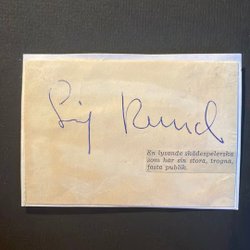 Sif Ruud
En lysande skådespelerska
som har sin stora, trogna,
fasta publik.